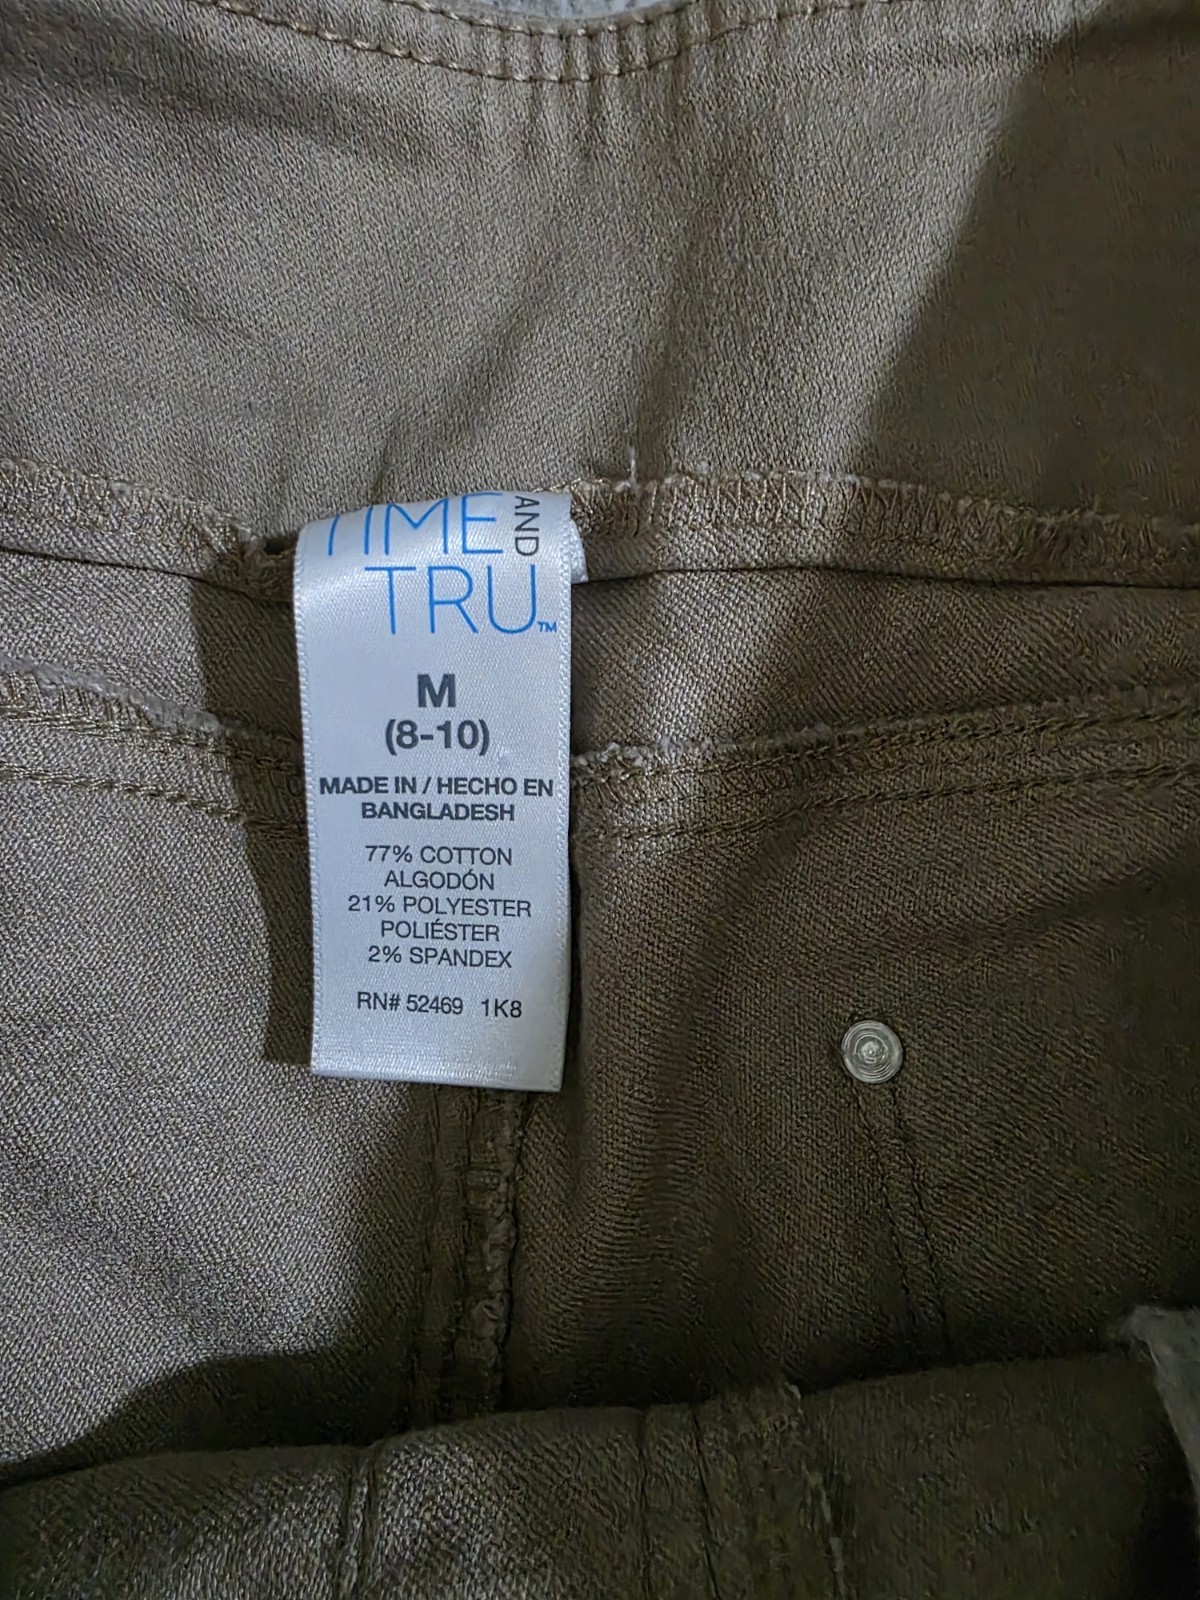 TIME AND
TRU™
M
(8-10)
MADE IN / HECHO EN
BANGLADESH
77% COTTON
ALGODÓN
21% POLYESTER
POLIÉSTER
2% SPANDEX
RN# 52469 1K8